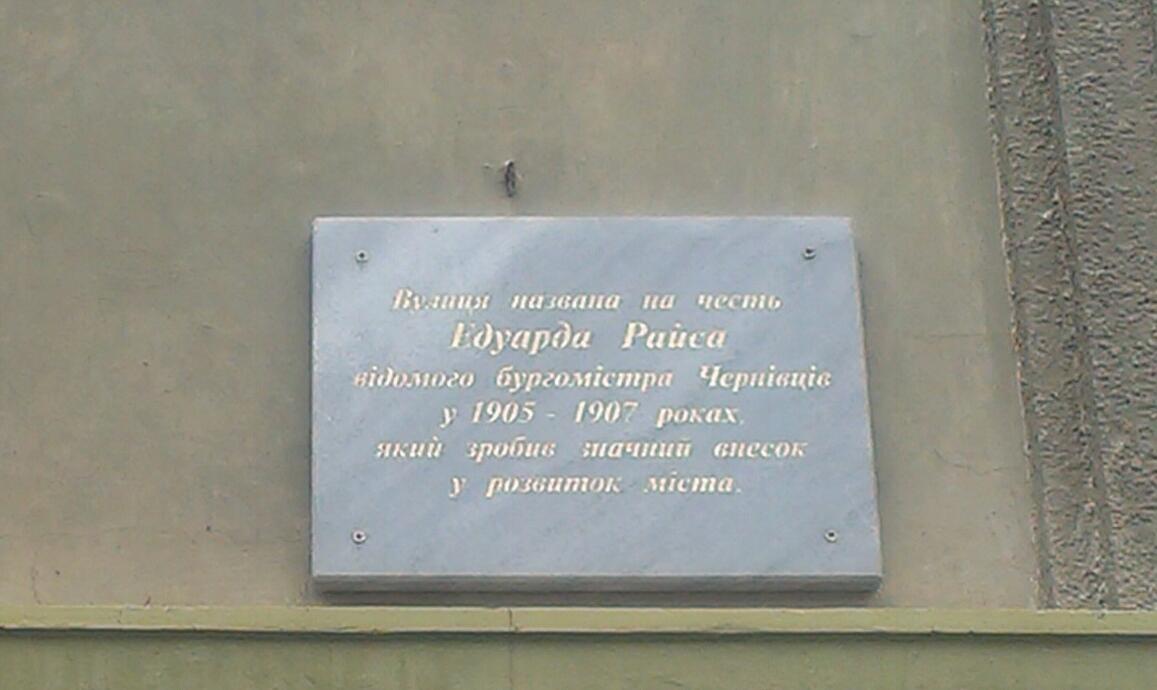 Вулиця названа на честь
Едуарда Райса
відомого бургомістра Чернівців
у 1905 - 1907 роках,
який зробив значний внесок
у розвиток міста.